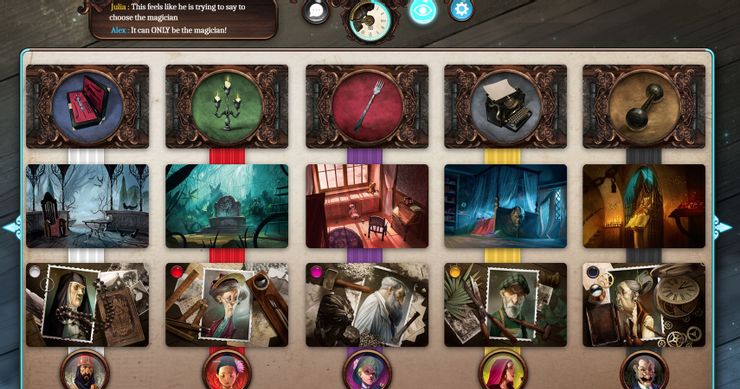 Julia : This feels like he is trying to say to
choose the magician
Alex : It can ONLY be the magician!